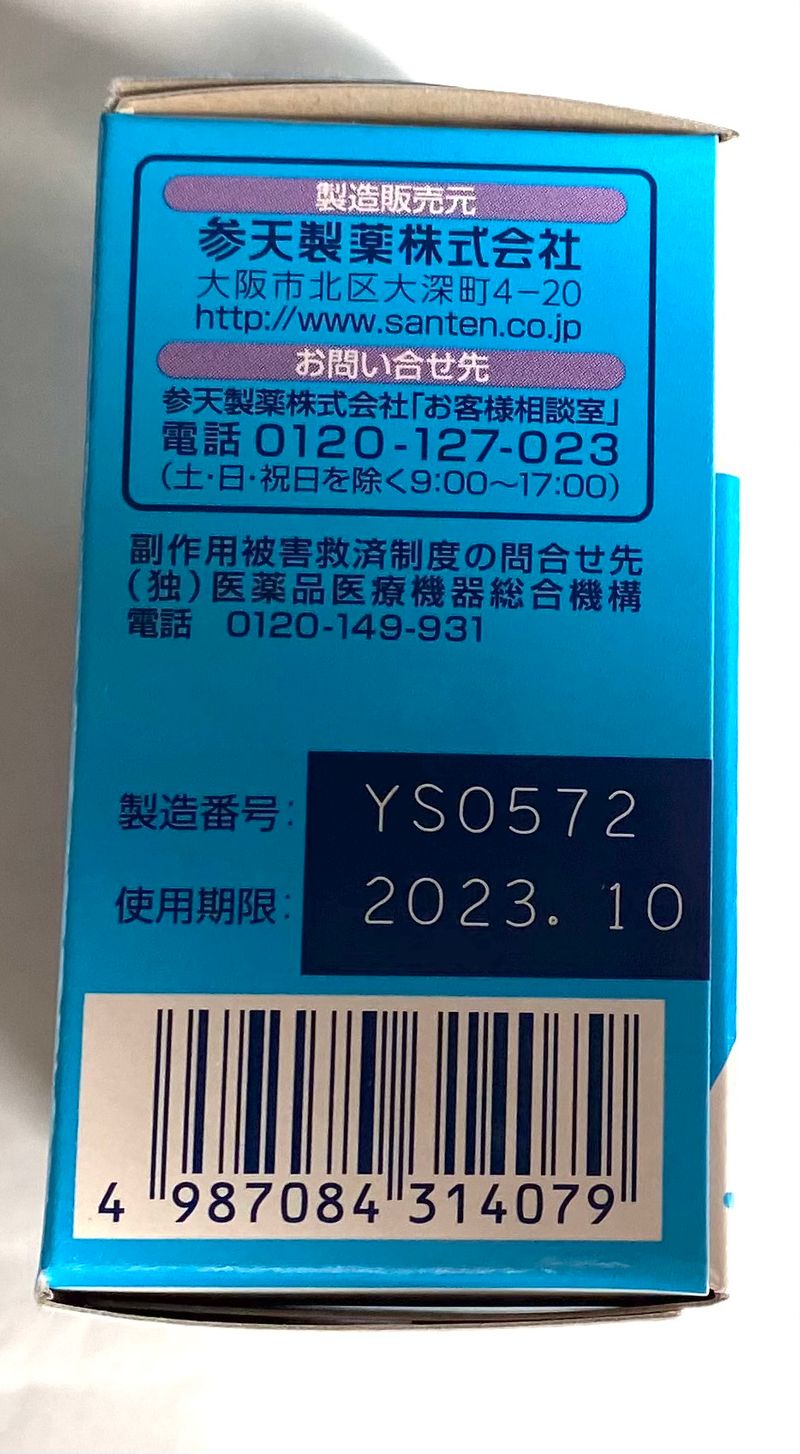 製造販売元
参天製薬株式会社
大阪市北区大深町4−20
http://www.santen.co.jp
お問い合せ先
参天製薬株式会社「お客様相談室」
電話 0120-127-023
(土・日・祝日を除く9:00〜17:00)
副作用被害救済制度の問合せ先
(独)医薬品医療機器総合機構
電話 0120-149-931
製造番号: YS0572
使用期限: 2023. 10
4 987084 314079